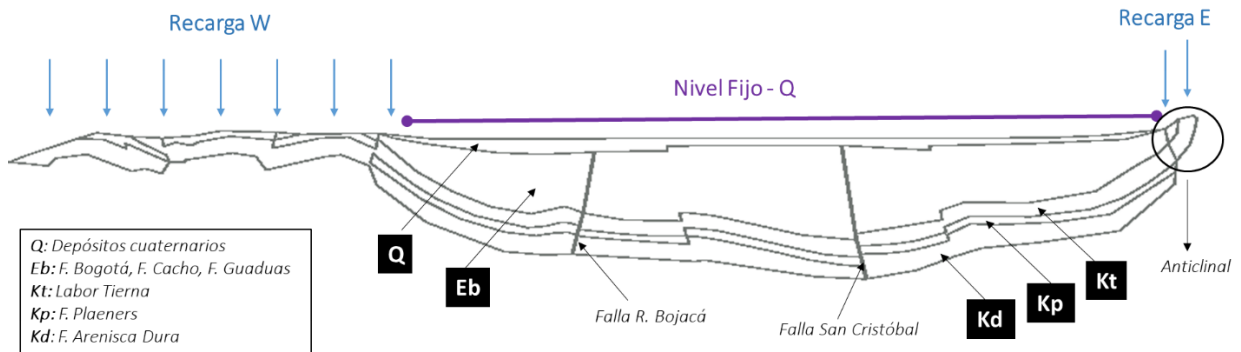 Recarga W
Recarga E
Nivel Fijo - Q
Q: Depósitos cuaternarios
Eb: F. Bogotá, F. Cacho, F. Guaduas
Kt: Labor Tierna
Kp: F. Plaeners
Kd: F. Arenisca Dura
Q
Eb
Falla R. Bojacá
Falla San Cristóbal
Kd
Kp
Kt
Anticlinal